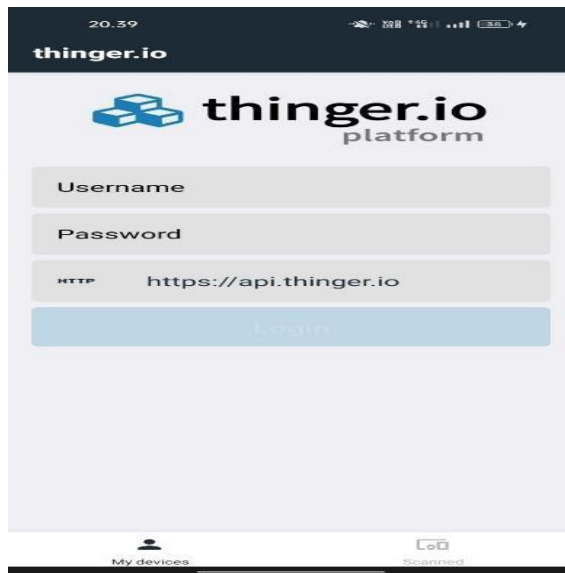 20.39
thinger.io
thinger.io
platform
Username
Password
HTTP https://api.thinger.io
Login
My devices
Scanned